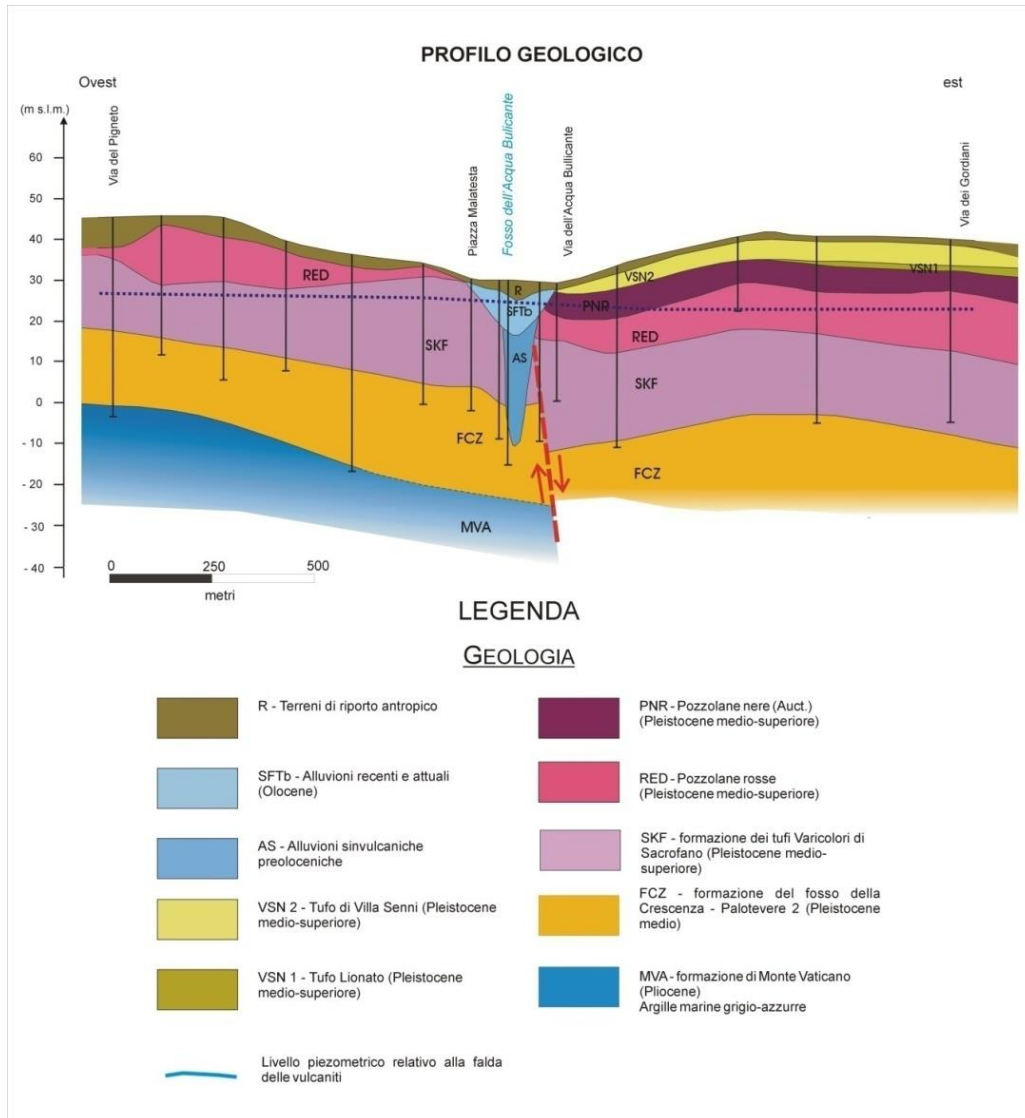 PROFILO GEOLOGICO
Ovest
est
(m s.l.m.)
Via del Pigneto
Piazza Malatesta
Fosso dell'Acqua Bulicante
Via dell'Acqua Bullicante
Via dei Gordiani
60
50
40
30
20
10
0
- 10
- 20
- 30
- 40
RED
R
SFTb
VSN2
VSN1
PNR
RED
SKF
AS
SKF
FCZ
FCZ
MVA
0
250
500
metri
LEGENDA
GEOLOGIA
R - Terreni di riporto antropico
SFTb - Alluvioni recenti e attuali
(Olocene)
AS - Alluvioni sinvulcaniche
preoloceniche
VSN 2 - Tufo di Villa Senni (Pleistocene
medio-superiore)
VSN 1 - Tufo Lionato (Pleistocene
medio-superiore)
Livello piezometrico relativo alla falda
delle vulcaniti
PNR - Pozzolane nere (Auct.)
(Pleistocene medio-superiore)
RED - Pozzolane rosse
(Pleistocene medio-superiore)
SKF - formazione dei tufi Varicolori di
Sacrofano (Pleistocene medio-
superiore)
FCZ - formazione del fosso della
Crescenza - Palotevere 2 (Pleistocene
medio)
MVA - formazione di Monte Vaticano
(Pliocene)
Argille marine grigio-azzurre